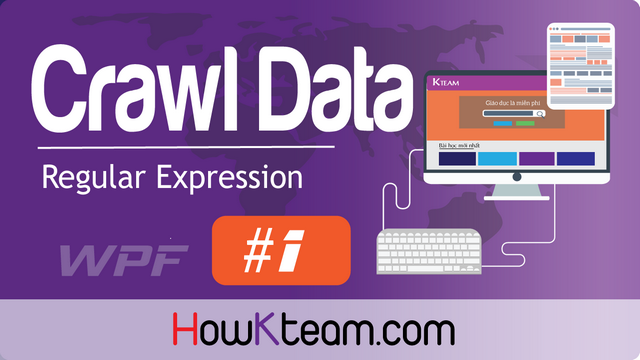 Crawl Data
Regular Expression
WPF
#1
KTEAM
Giáo dục là miễn phí
Bài học mới nhất
HowKteam.com